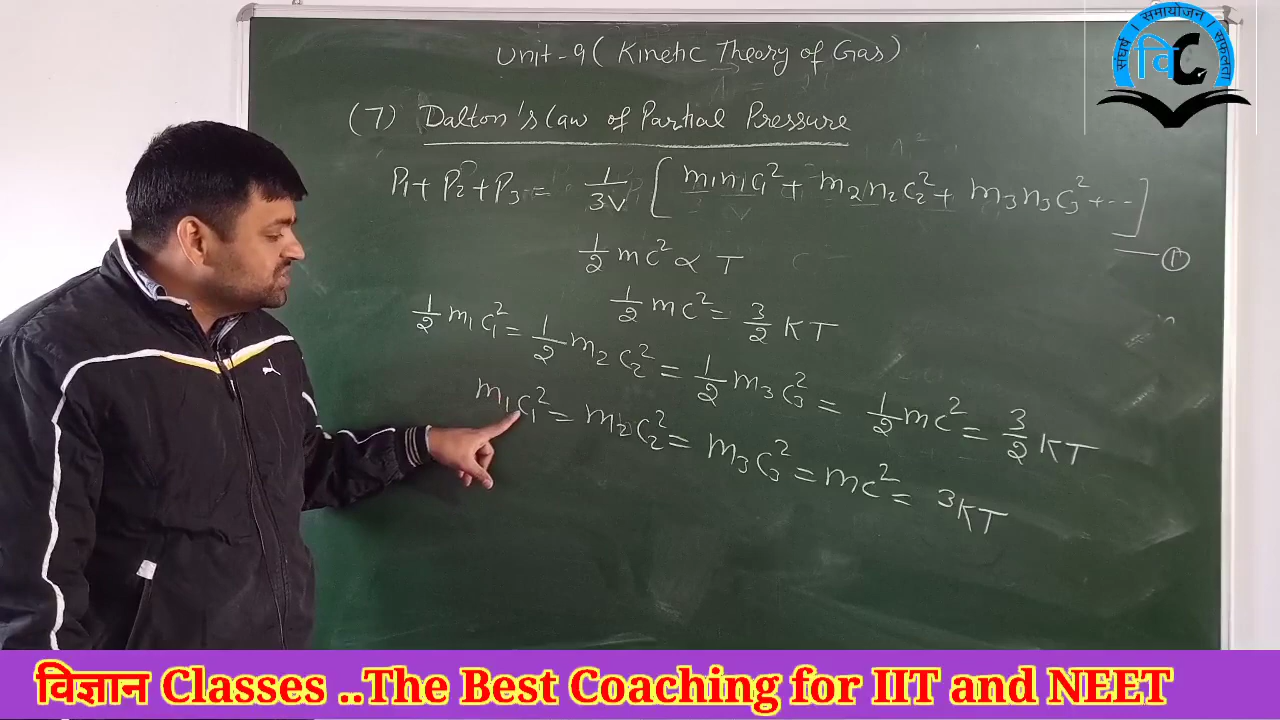 Unit-9 ( Kinetic Theory of Gas )
(7) Dalton's Law of Partial Pressure
P₁ + P₂ + P₃ = 1/3V [ m₁n₁c₁² + m₂n₂c₂² + m₃n₃c₃² + --- ] — ①
1/2 mc² ∝ T
1/2 mc² = 3/2 KT
1/2 m₁c₁² = 1/2 m₂c₂² = 1/2 m₃c₃² = 1/2 mc² = 3/2 KT
m₁c₁² = m₂c₂² = m₃c₃² = mc² = 3KT
संघर्ष । समायोजन । सफलता
वि C
विज्ञान Classes ..The Best Coaching for IIT and NEET